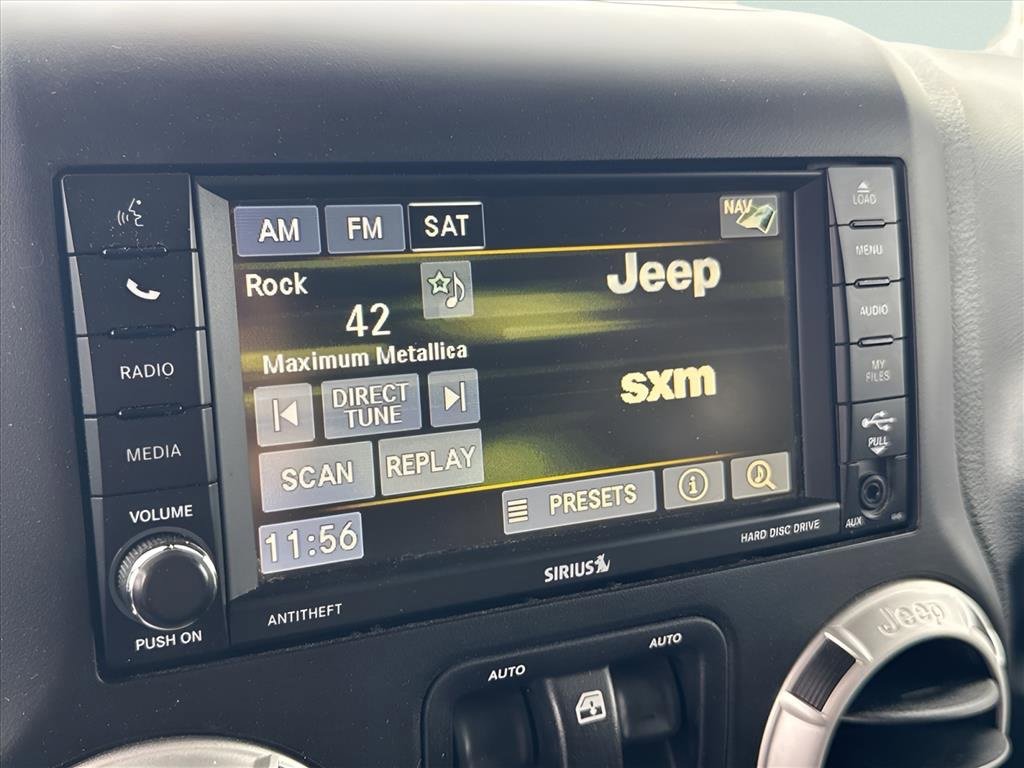 AM FM SAT NAV
LOAD
MENU
Rock
Jeep
42
AUDIO
Maximum Metallica
RADIO
MY
FILES
DIRECT
TUNE
sxm
PULL
MEDIA
SCAN REPLAY
PRESETS
VOLUME
11:56
AUX
HARD DISC DRIVE
SIRIUS
ANTITHEFT
PUSH ON
AUTO AUTO
Jeep